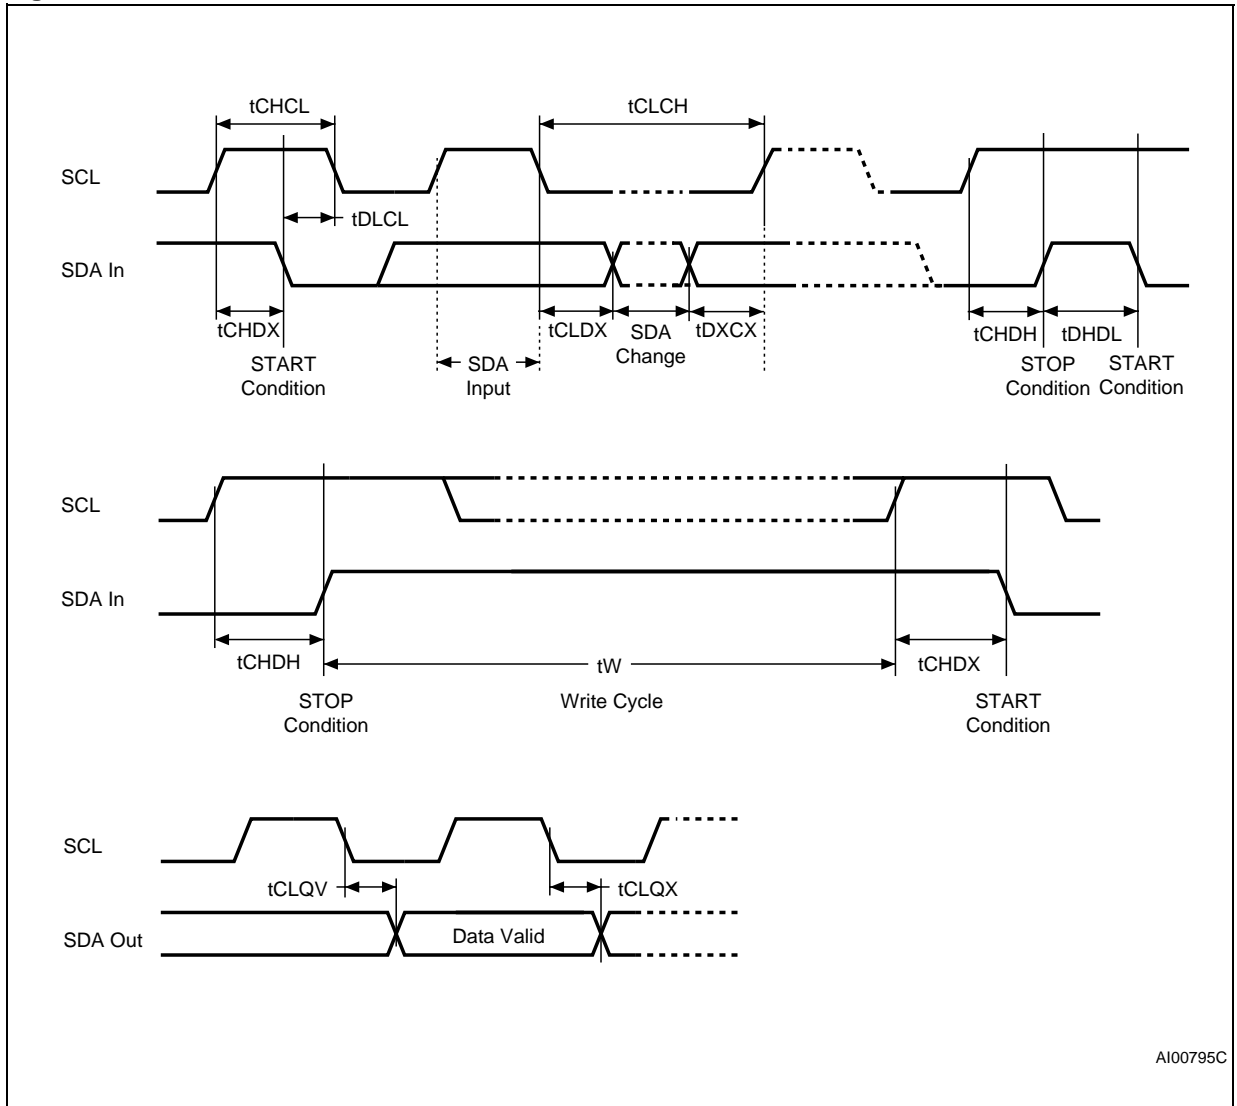 tCHCL
tCLCH
SCL
tDLCL
SDA In
tCHDX
tCLDX
SDA
Change
tDXCX
tCHDH
tDHDL
START
Condition
SDA
Input
STOP
Condition
START
Condition
SCL
SDA In
tCHDH
tW
tCHDX
STOP
Condition
Write Cycle
START
Condition
SCL
tCLQV
tCLQX
SDA Out
Data Valid
AI00795C